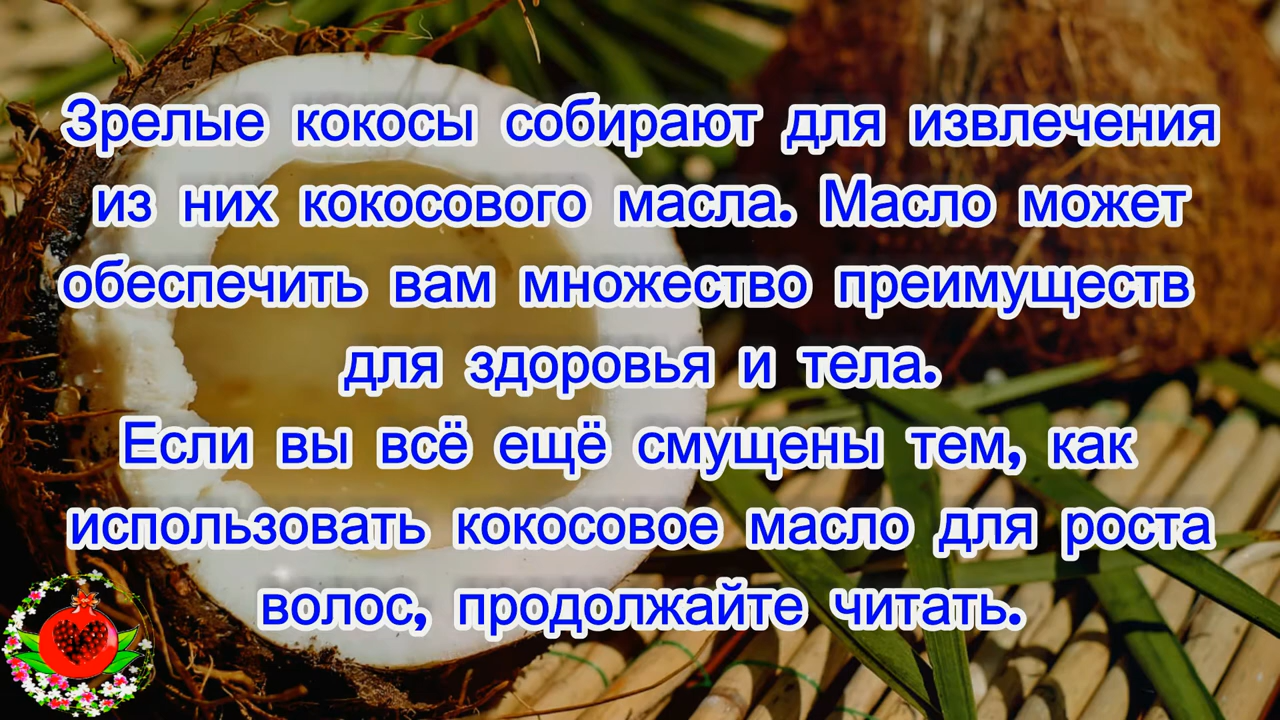 Зрелые кокосы собирают для извлечения
из них кокосового масла. Масло может
обеспечить вам множество преимуществ
для здоровья и тела.
Если вы всё ещё смущены тем, как
использовать кокосовое масло для роста
волос, продолжайте читать.